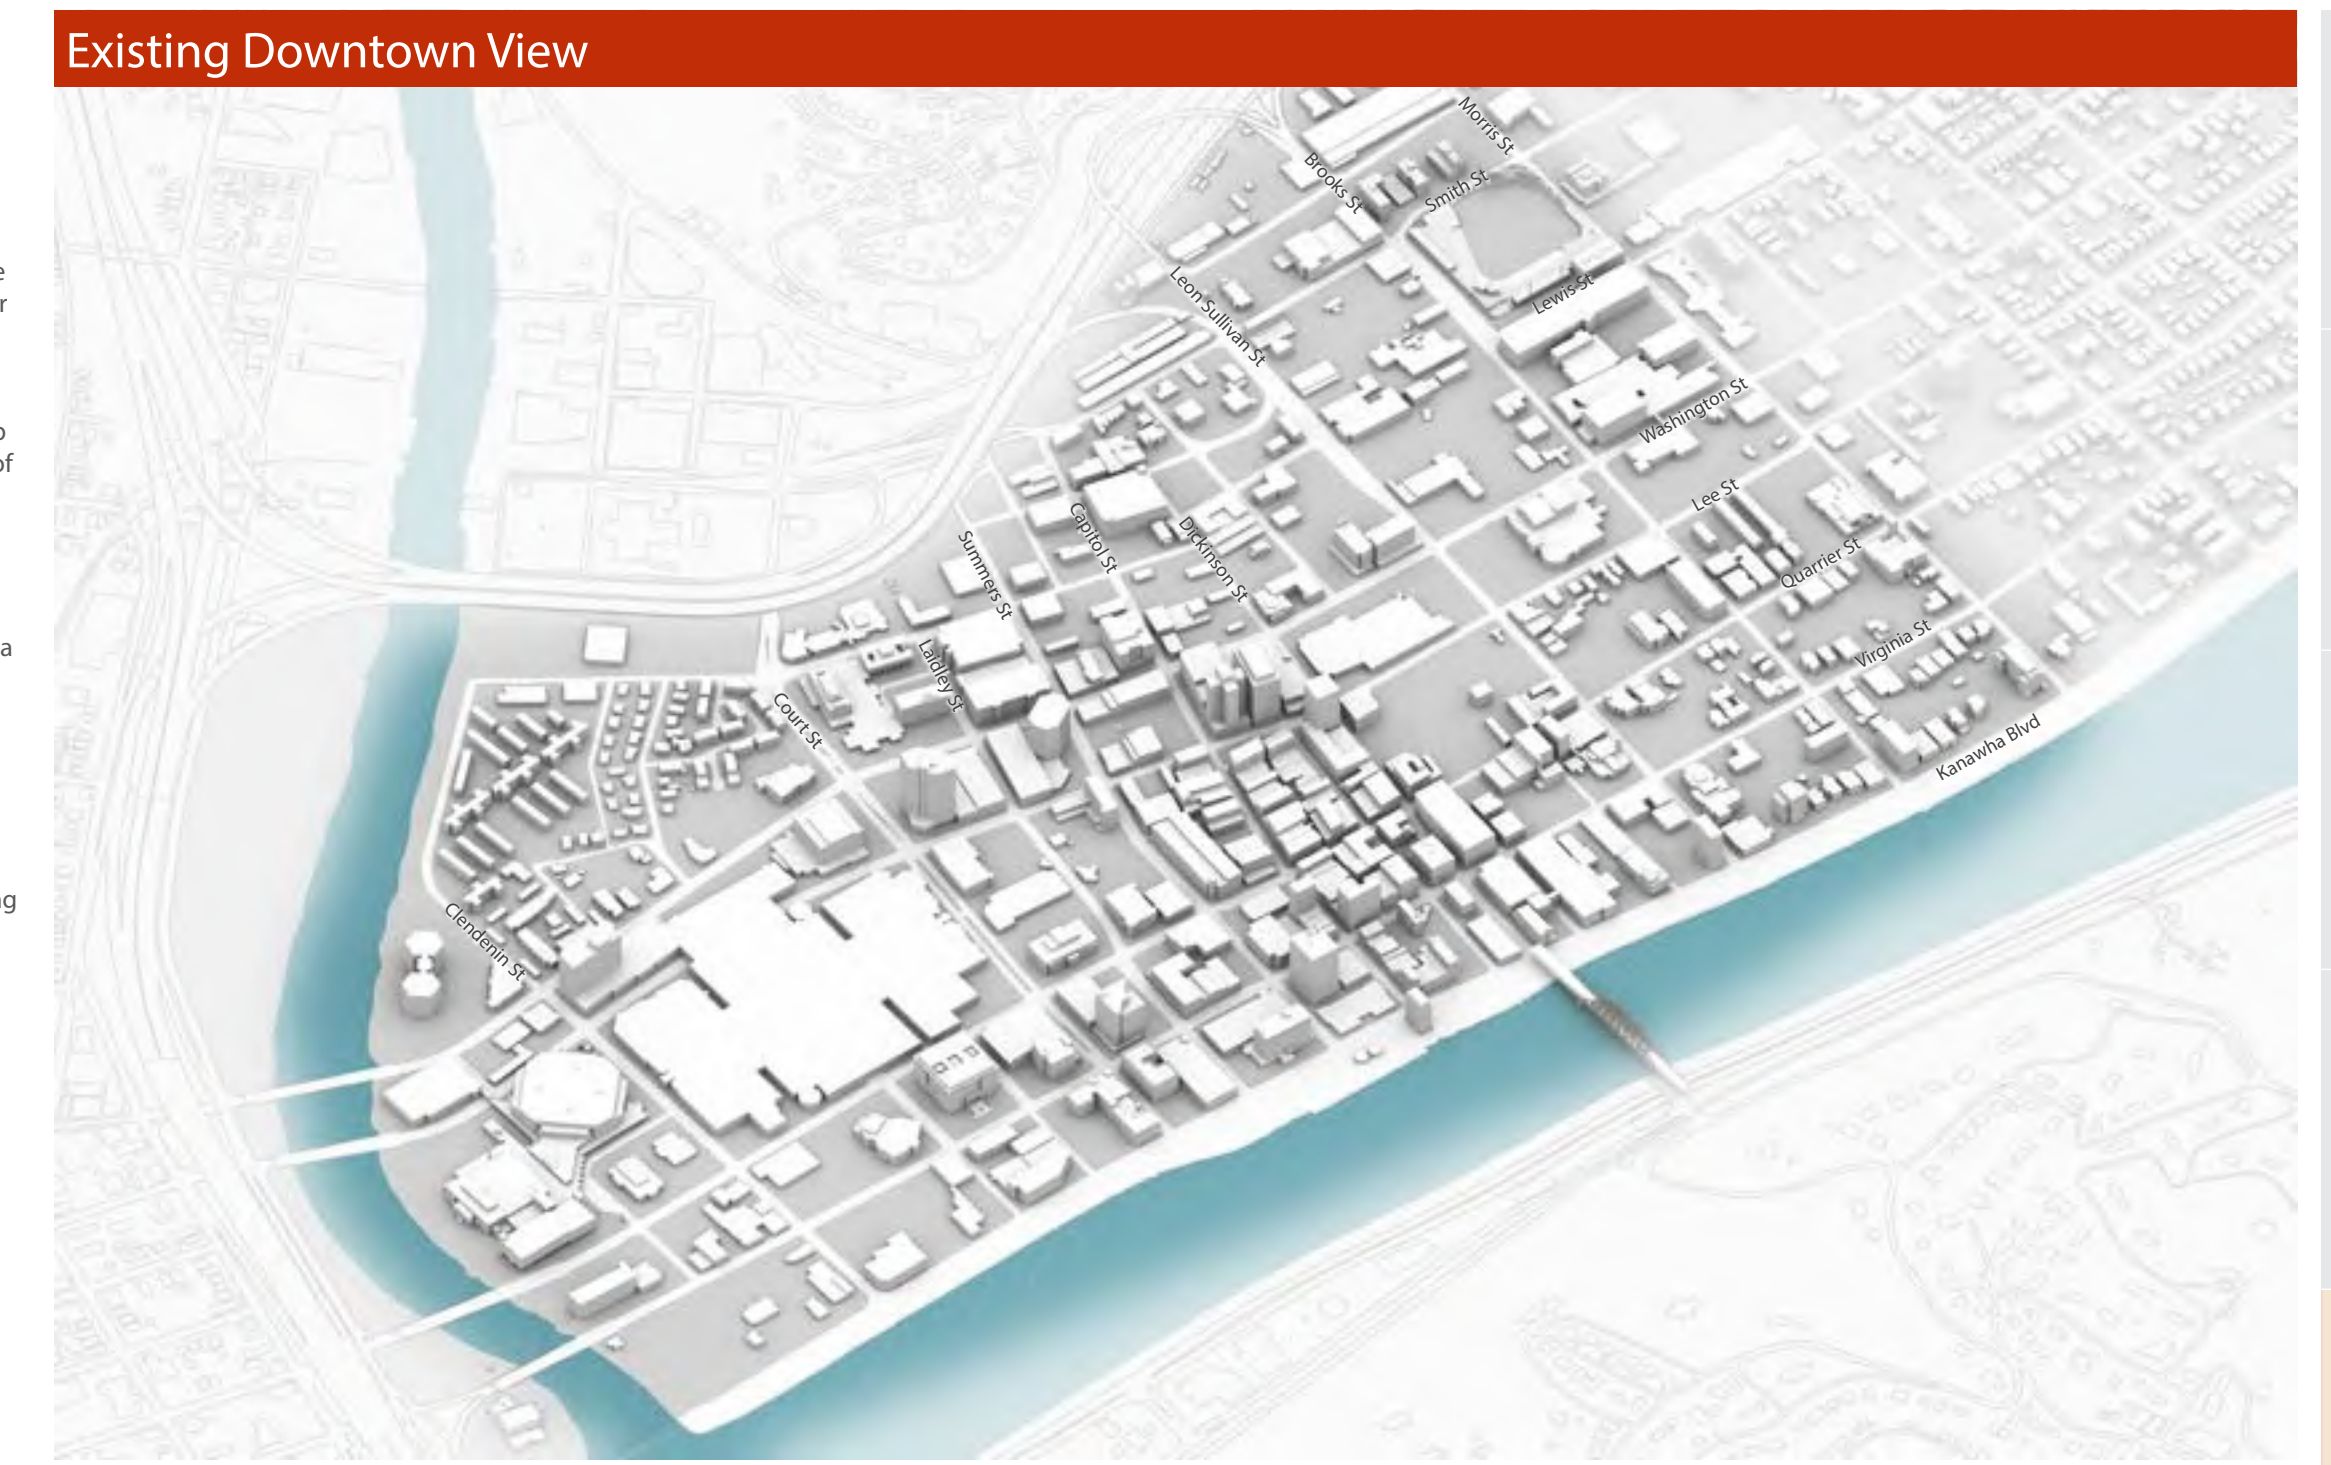 Existing Downtown View
Morris St
Brooks St
Smith St
Leon Sullivan St
Lewis St
Washington St
Lee St
Capitol St
Dickinson St
Summers St
Quarrier St
Laidley St
Virginia St
Court St
Kanawha Blvd
Clendenin St
of
a